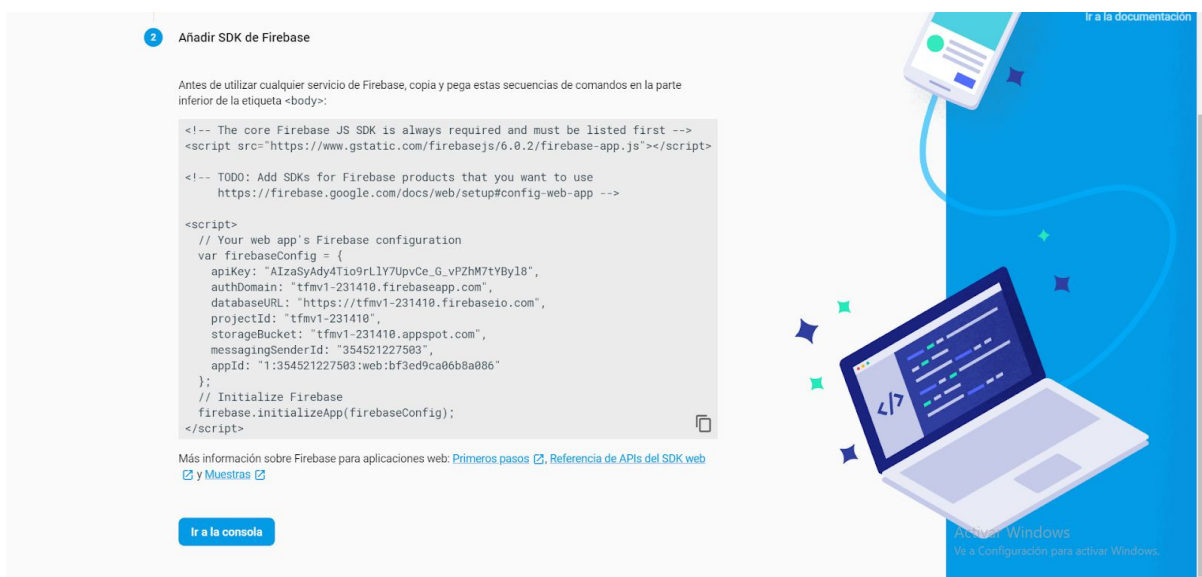 Ir a la documentación
2 Añadir SDK de Firebase
Antes de utilizar cualquier servicio de Firebase, copia y pega estas secuencias de comandos en la parte
inferior de la etiqueta <body>:
<!-- The core Firebase JS SDK is always required and must be listed first -->
<script src="https://www.gstatic.com/firebasejs/6.0.2/firebase-app.js"></script>
<!-- TODO: Add SDKs for Firebase products that you want to use
https://firebase.google.com/docs/web/setup#config-web-app -->
<script>
// Your web app's Firebase configuration
var firebaseConfig = {
apiKey: "AIzaSyAdy4Tio9rLlY7UpvCe_G_vPZhM7tYByl8",
authDomain: "tfmv1-231410.firebaseapp.com",
databaseURL: "https://tfmv1-231410.firebaseio.com",
projectId: "tfmv1-231410",
storageBucket: "tfmv1-231410.appspot.com",
messagingSenderId: "354521227503",
appId: "1:354521227503:web:bf3ed9ca06b8a086"
};
// Initialize Firebase
firebase.initializeApp(firebaseConfig);
</script>
Más información sobre Firebase para aplicaciones web: Primeros pasos, Referencia de APIs del SDK web
y Muestras
Ir a la consola
</>
Activar Windows
Ve a Configuración para activar Windows.